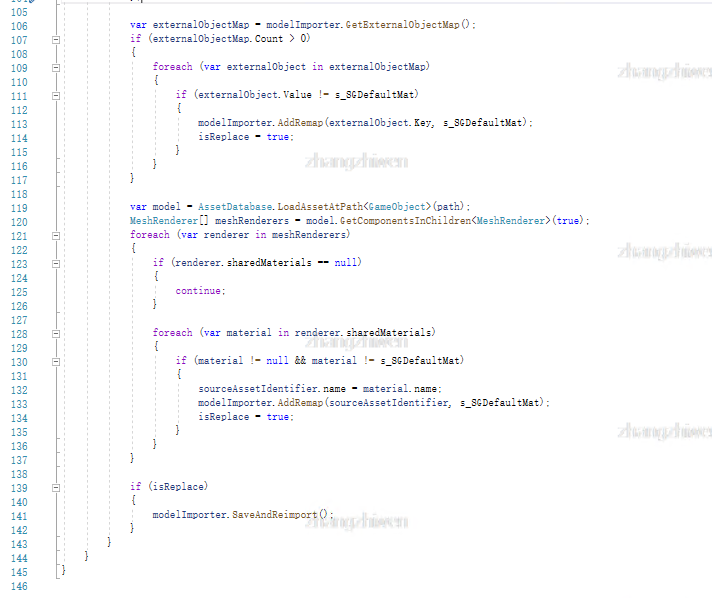 105
106 var externalObjectMap = modelImporter.GetExternalObjectMap();
107 if (externalObjectMap.Count > 0)
108 {
109 foreach (var externalObject in externalObjectMap)
110 {
111 if (externalObject.Value != s_SGDefaultMat)
112 {
113 modelImporter.AddRemap(externalObject.Key, s_SGDefaultMat);
114 isReplace = true;
115 }
116 }
117 }
118
119 var model = AssetDatabase.LoadAssetAtPath<GameObject>(path);
120 MeshRenderer[] meshRenderers = model.GetComponentsInChildren<MeshRenderer>(true);
121 foreach (var renderer in meshRenderers)
122 {
123 if (renderer.sharedMaterials == null)
124 {
125 continue;
126 }
127
128 foreach (var material in renderer.sharedMaterials)
129 {
130 if (material != null && material != s_SGDefaultMat)
131 {
132 sourceAssetIdentifier.name = material.name;
133 modelImporter.AddRemap(sourceAssetIdentifier, s_SGDefaultMat);
134 isReplace = true;
135 }
136 }
137 }
138
139 if (isReplace)
140 {
141 modelImporter.SaveAndReimport();
142 }
143 }
144 }
145 }
146
zhangzhiwen
zhangzhiwen
zhangzhiwen